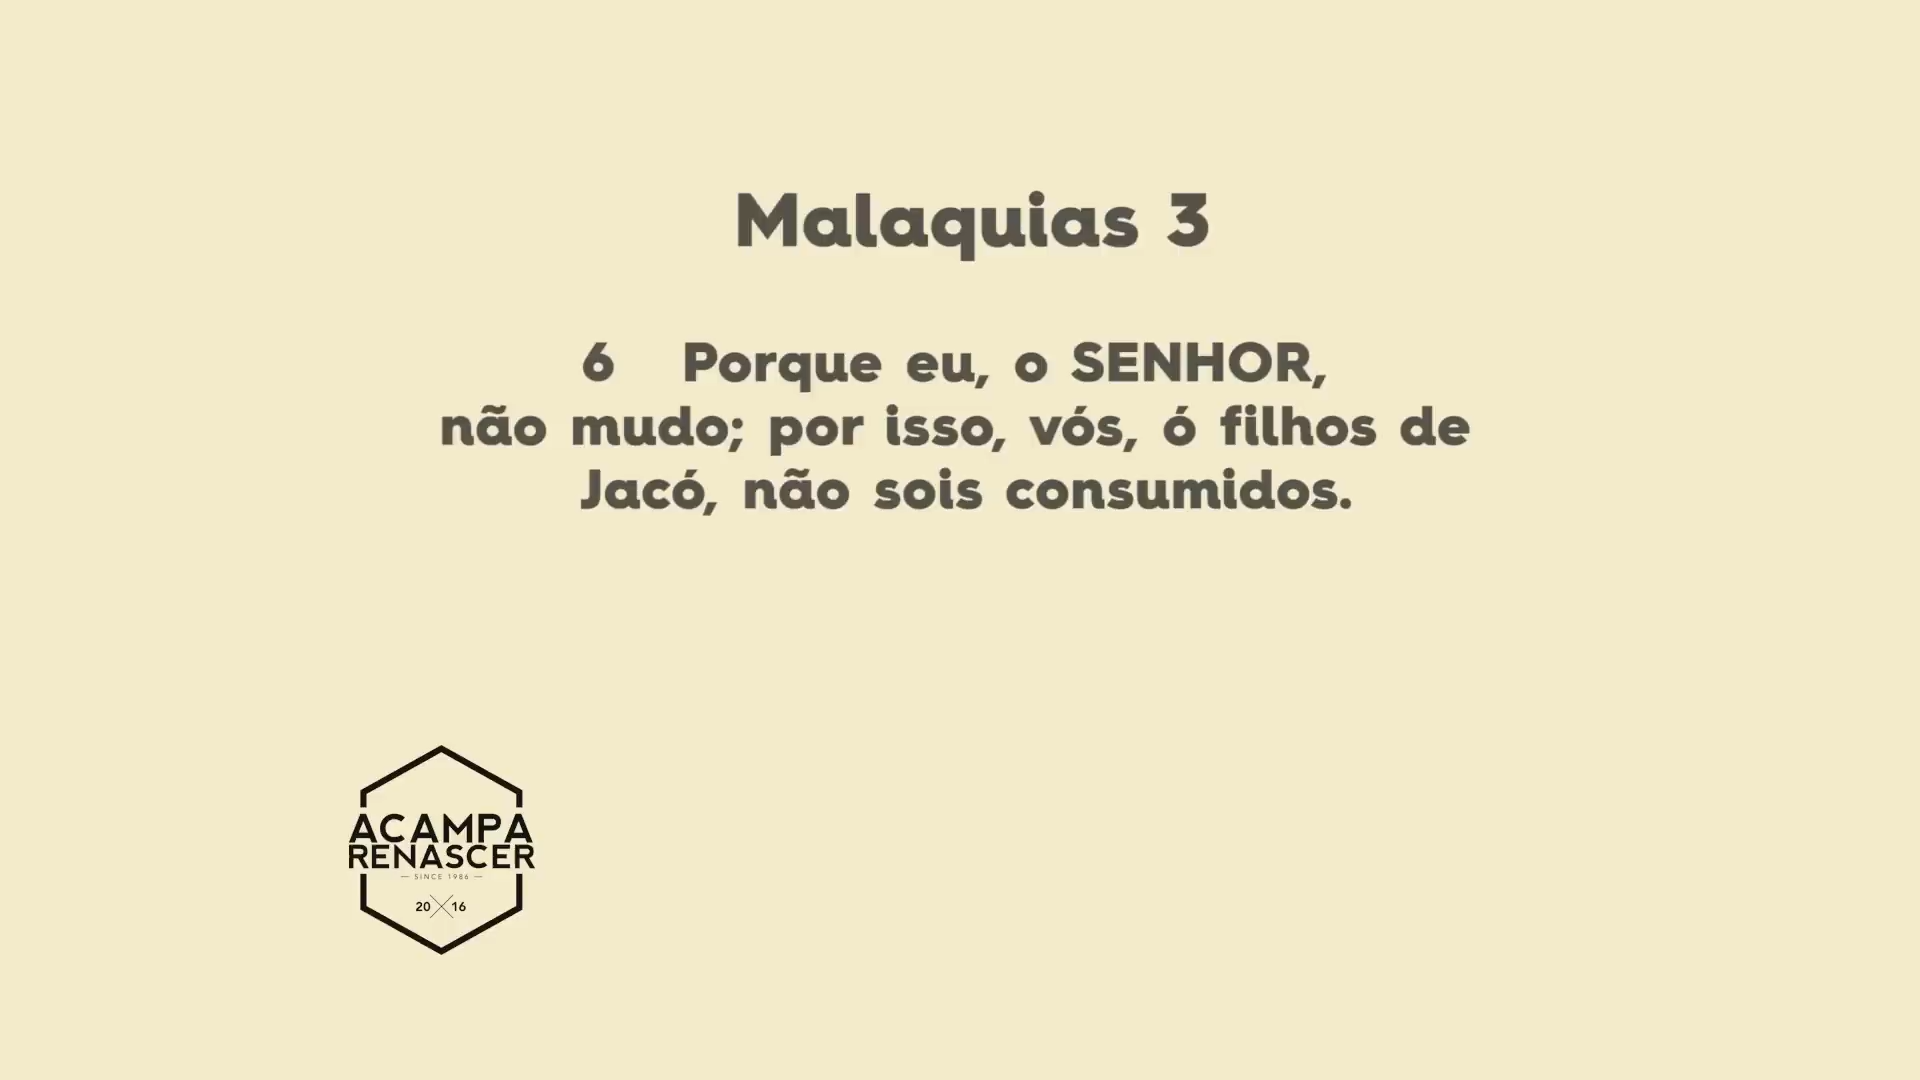 Malaquias 3
6 Porque eu, o SENHOR,
não mudo; por isso, vós, ó filhos de
Jacó, não sois consumidos.
ACAMPA
RENASCER
— SINCE 1986 —
20 16